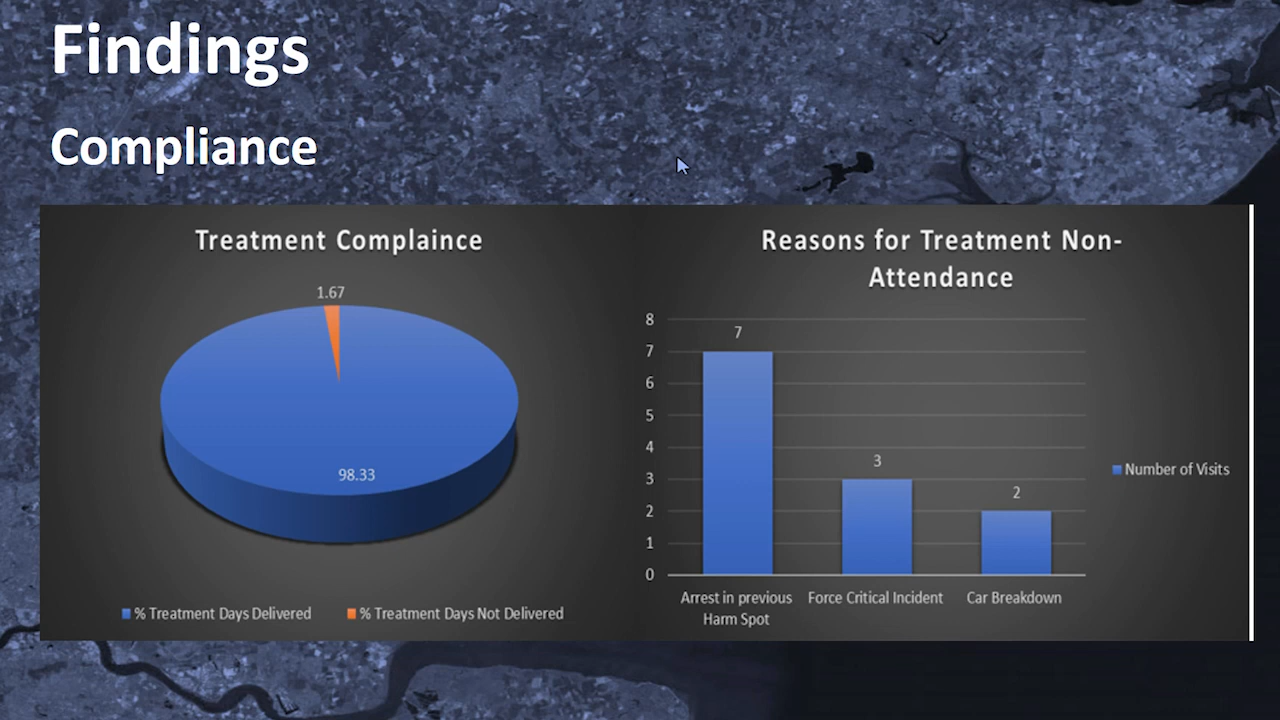 Findings
Compliance
Treatment Complaince
1.67
98.33
% Treatment Days Delivered
% Treatment Days Not Delivered
Reasons for Treatment Non-
Attendance
8
7
6
5
4
3
2
1
0
7
3
2
Arrest in previous
Harm Spot
Force Critical Incident
Car Breakdown
Number of Visits